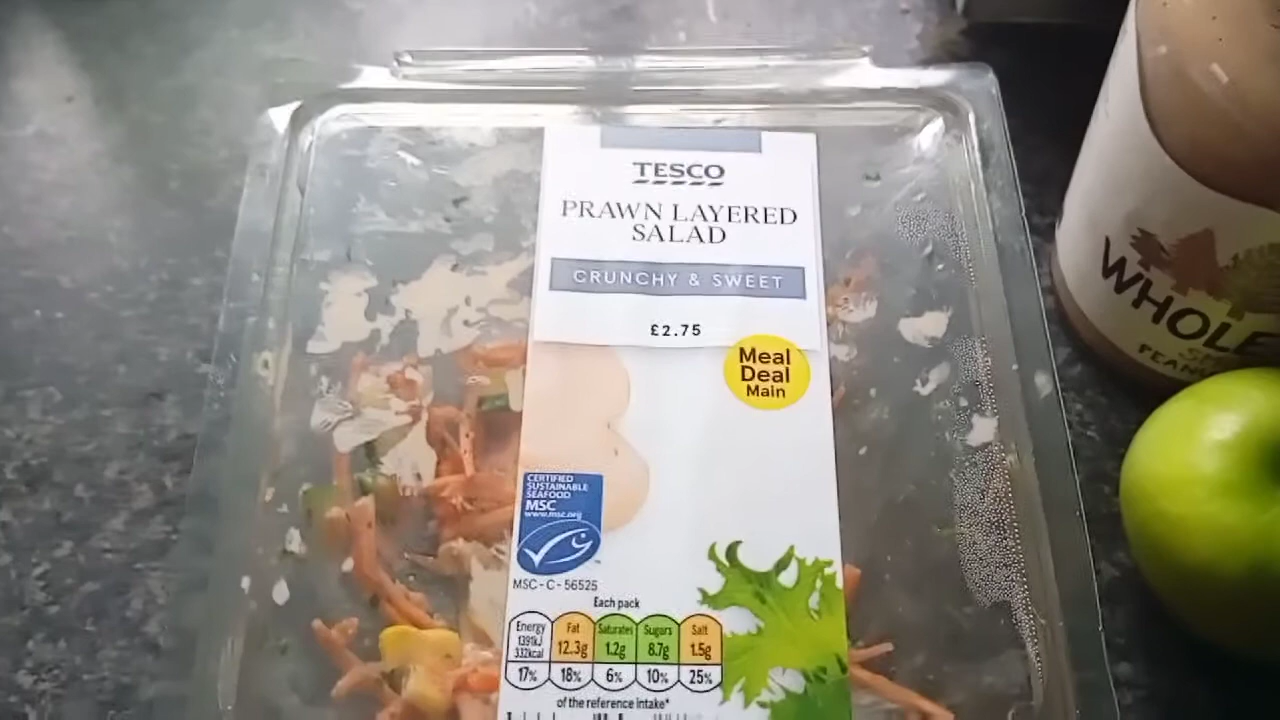 TESCO
PRAWN LAYERED
SALAD
CRUNCHY & SWEET
£2.75
Meal
Deal
Main
CERTIFIED
SUSTAINABLE
SEAFOOD
MSC
www.msc.org
MSC-C-56525
Each pack
Energy
1391kJ
332kcal
17%
Fat
12.3g
18%
Saturates
1.2g
6%
Sugars
8.7g
10%
Salt
1.5g
25%
of the reference intake*
WHOLE